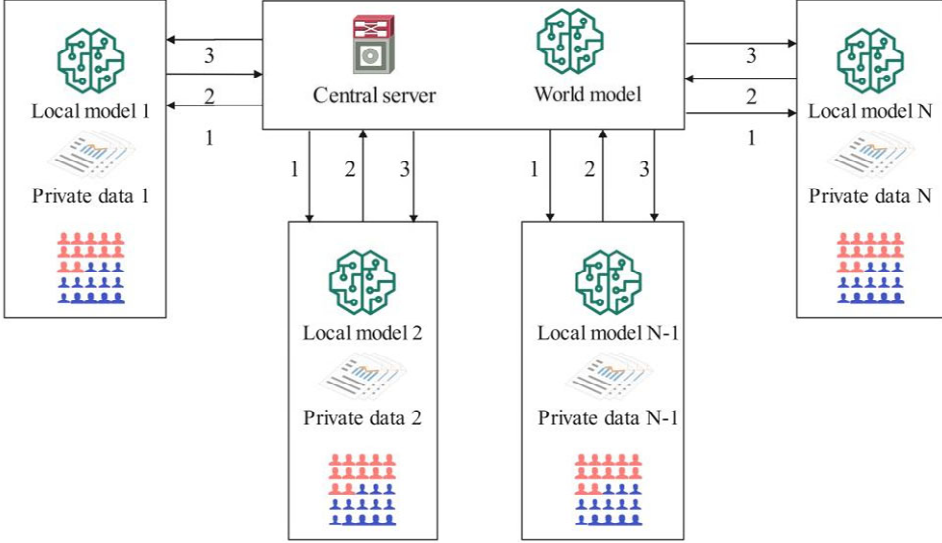 3
2
1
Local model 1
Private data 1
Central server
World model
3
2
1
Local model N
Private data N
1
2
3
1
2
3
Local model 2
Private data 2
Local model N-1
Private data N-1